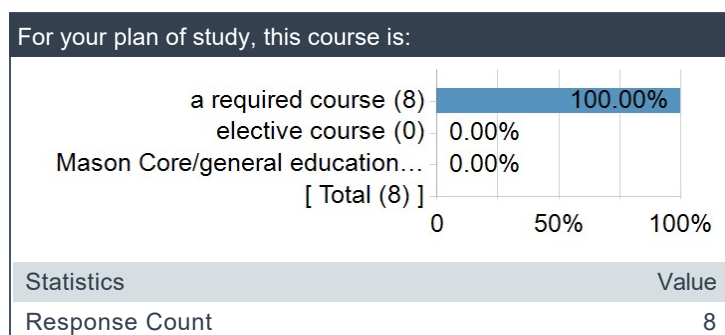 For your plan of study, this course is:
a required course (8) 100.00%
elective course (0) 0.00%
Mason Core/general education... 0.00%
[ Total (8) ]
0 50% 100%
Statistics Value
Response Count 8